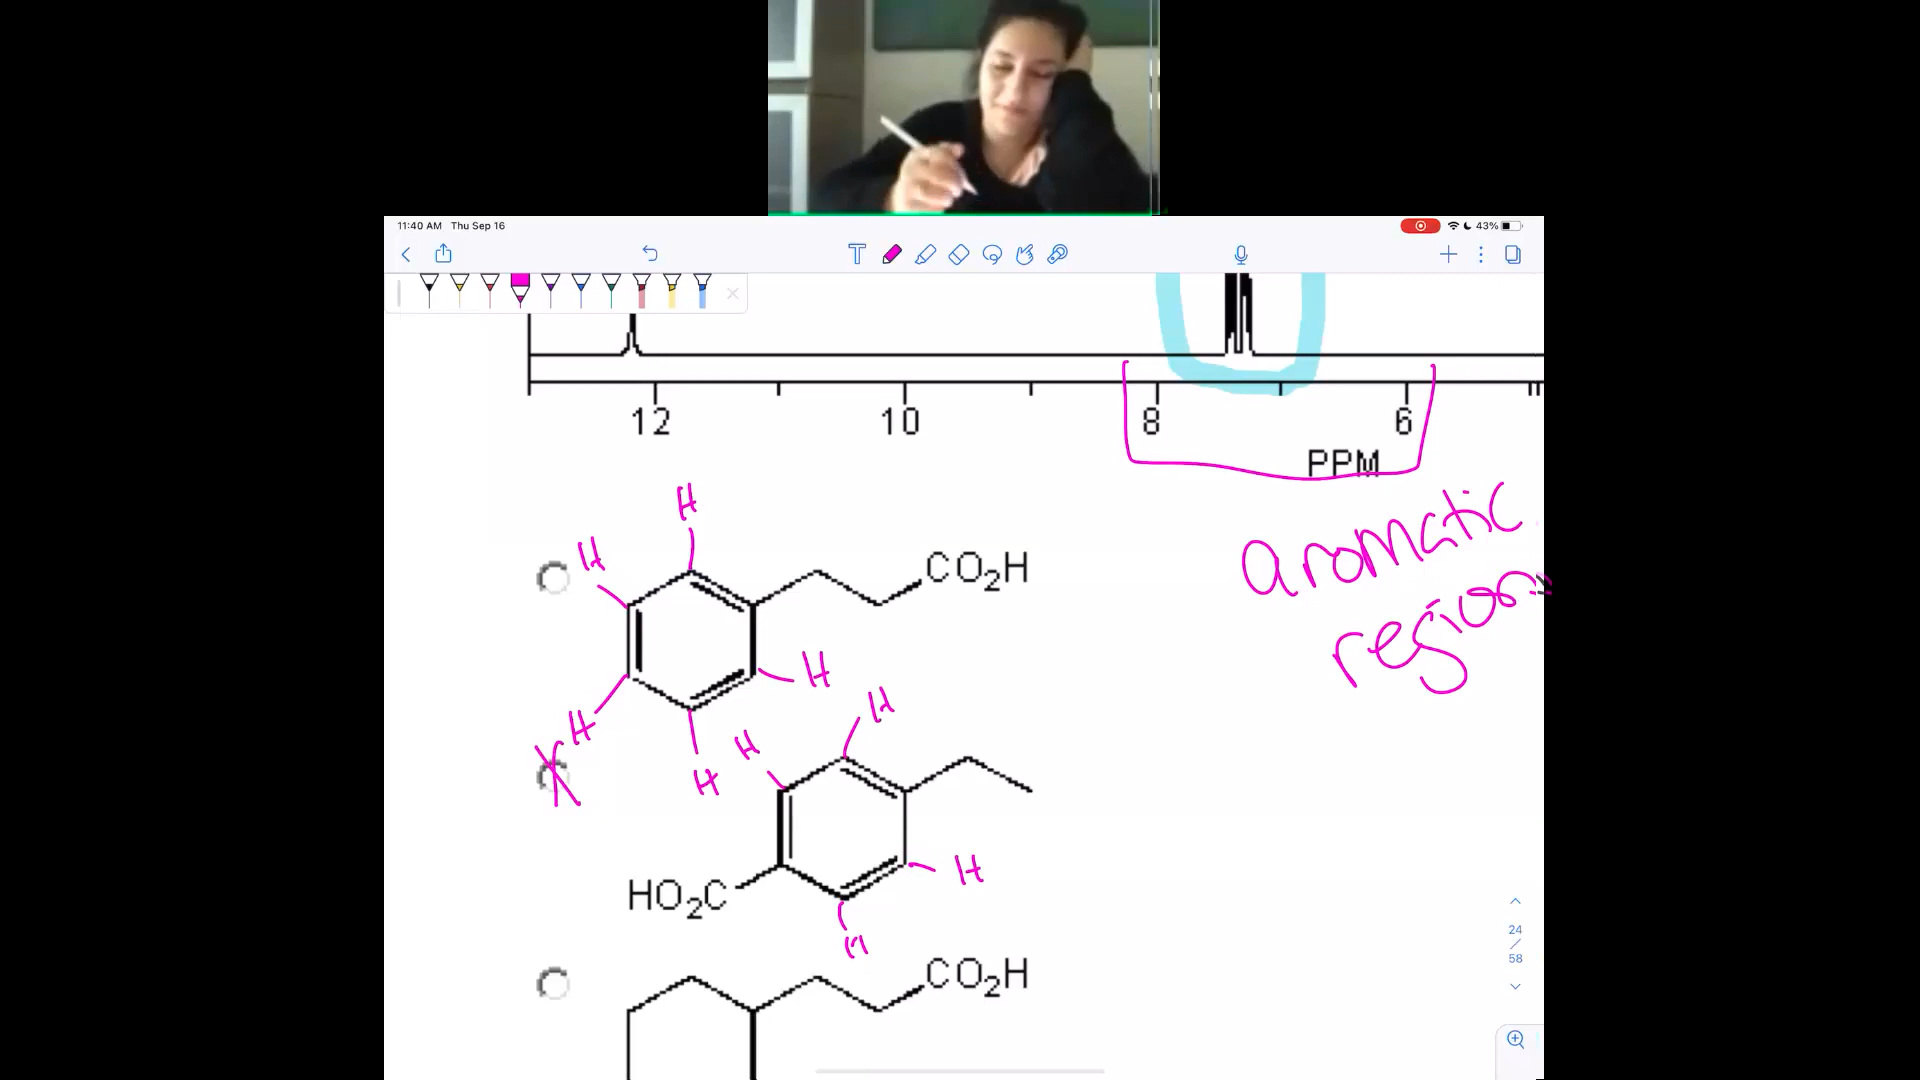 11:40 AM Thu Sep 16
43%
T
12 10 8 6
PPM
aromatic
region
H
H
CO₂H
H
H
H
H
H
H
HO₂C
H
CO₂H
24
/
58